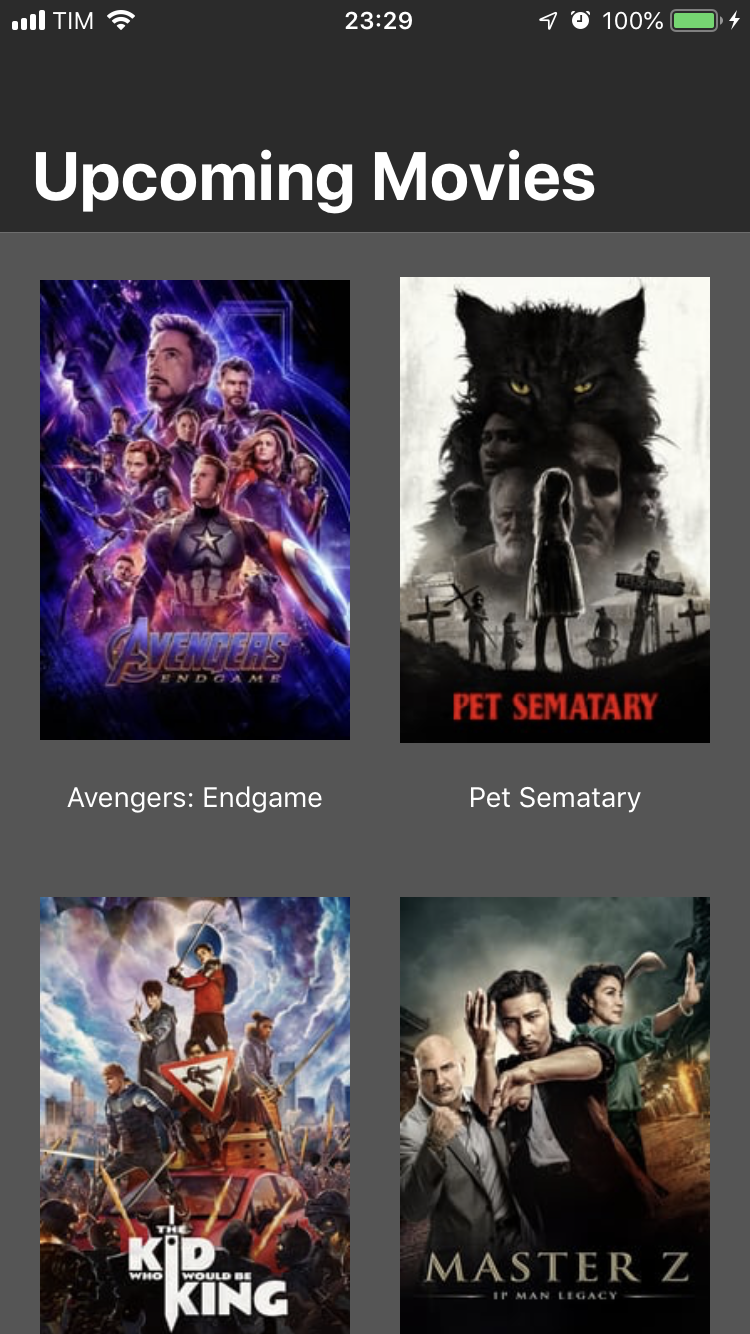 TIM 23:29 100%
Upcoming Movies
AVENGERS
ENDGAME
PET SEMATARY
Avengers: Endgame
Pet Sematary
THE
KID
WHO WOULD BE
KING
MASTER Z
IP MAN LEGACY